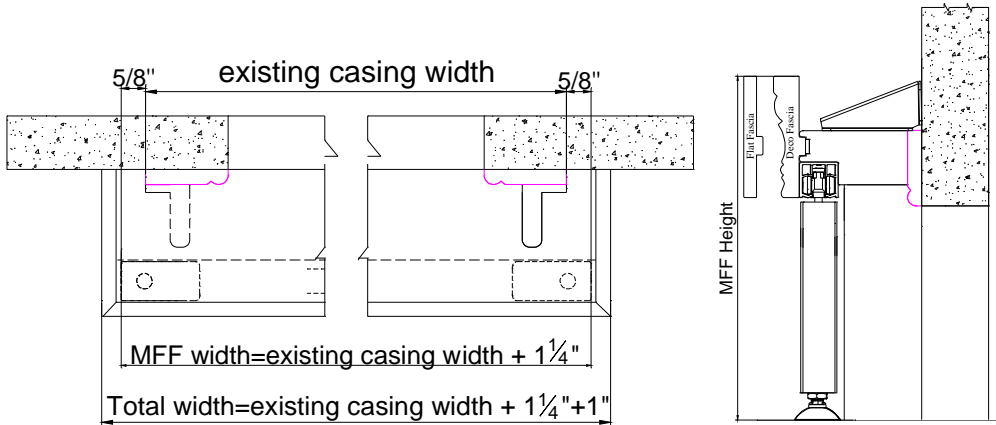 5/8"
existing casing width
5/8"
MFF width=existing casing width + 1¼"
Total width=existing casing width + 1¼"+1"
Flat Fascia
Deco Fascia
MFF Height